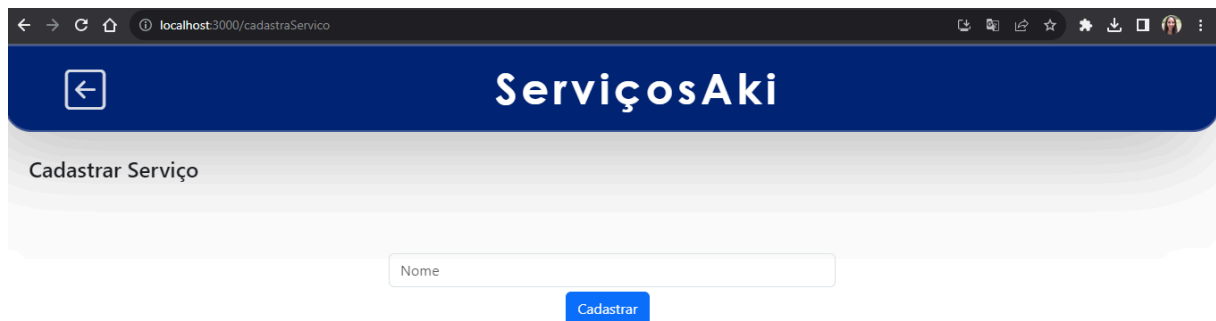 localhost:3000/cadastraServico
ServiçosAki
Cadastrar Serviço
Nome
Cadastrar